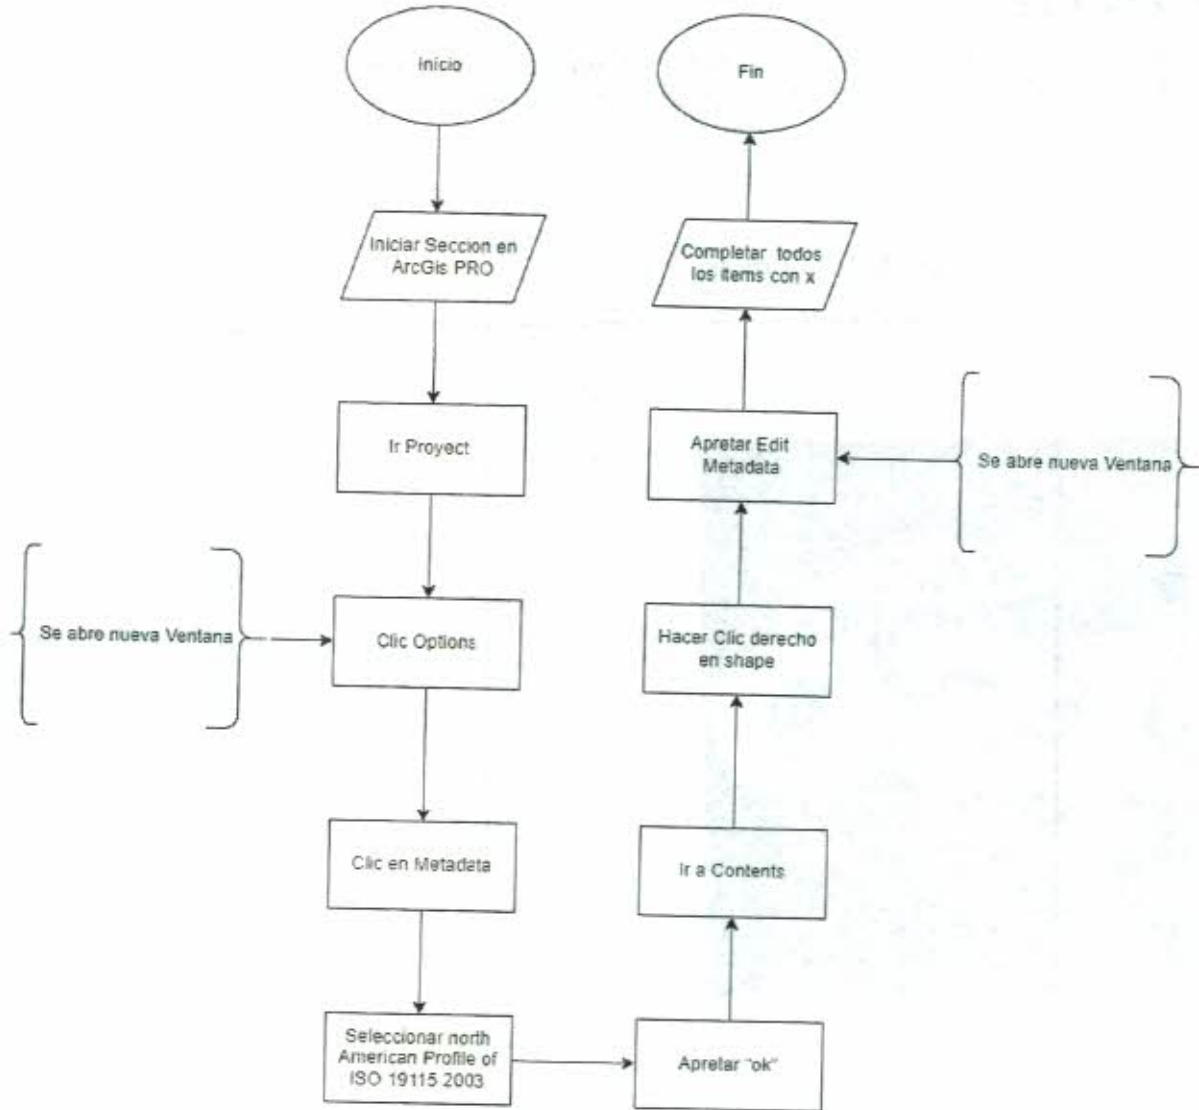 Inicio
Iniciar Seccion en
ArcGis PRO
Ir Proyect
Se abre nueva Ventana
Clic Options
Clic en Metadata
Seleccionar north
American Profile of
ISO 19115 2003
Apretar "ok"
Ir a Contents
Hacer Clic derecho
en shape
Apretar Edit
Metadata
Se abre nueva Ventana
Completar todos
los items con x
Fin